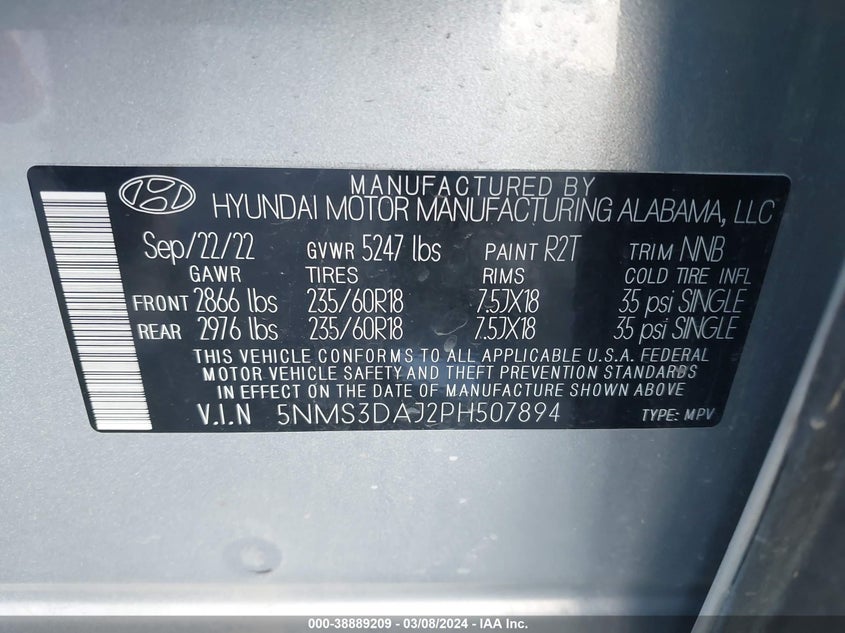 MANUFACTURED BY
HYUNDAI MOTOR MANUFACTURING ALABAMA, LLC
Sep/22/22 GVWR 5247 lbs PAINT R2T TRIM NNB
GAWR TIRES RIMS COLD TIRE INFL
FRONT 2866 lbs 235/60R18 7.5JX18 35 psi SINGLE
REAR 2976 lbs 235/60R18 7.5JX18 35 psi SINGLE
THIS VEHICLE CONFORMS TO ALL APPLICABLE U.S.A. FEDERAL
MOTOR VEHICLE SAFETY AND THEFT PREVENTION STANDARDS
IN EFFECT ON THE DATE OF MANUFACTURE SHOWN ABOVE
V.I.N 5NMS3DAJ2PH507894 TYPE: MPV
000-38889209 - 03/08/2024 - IAA Inc.